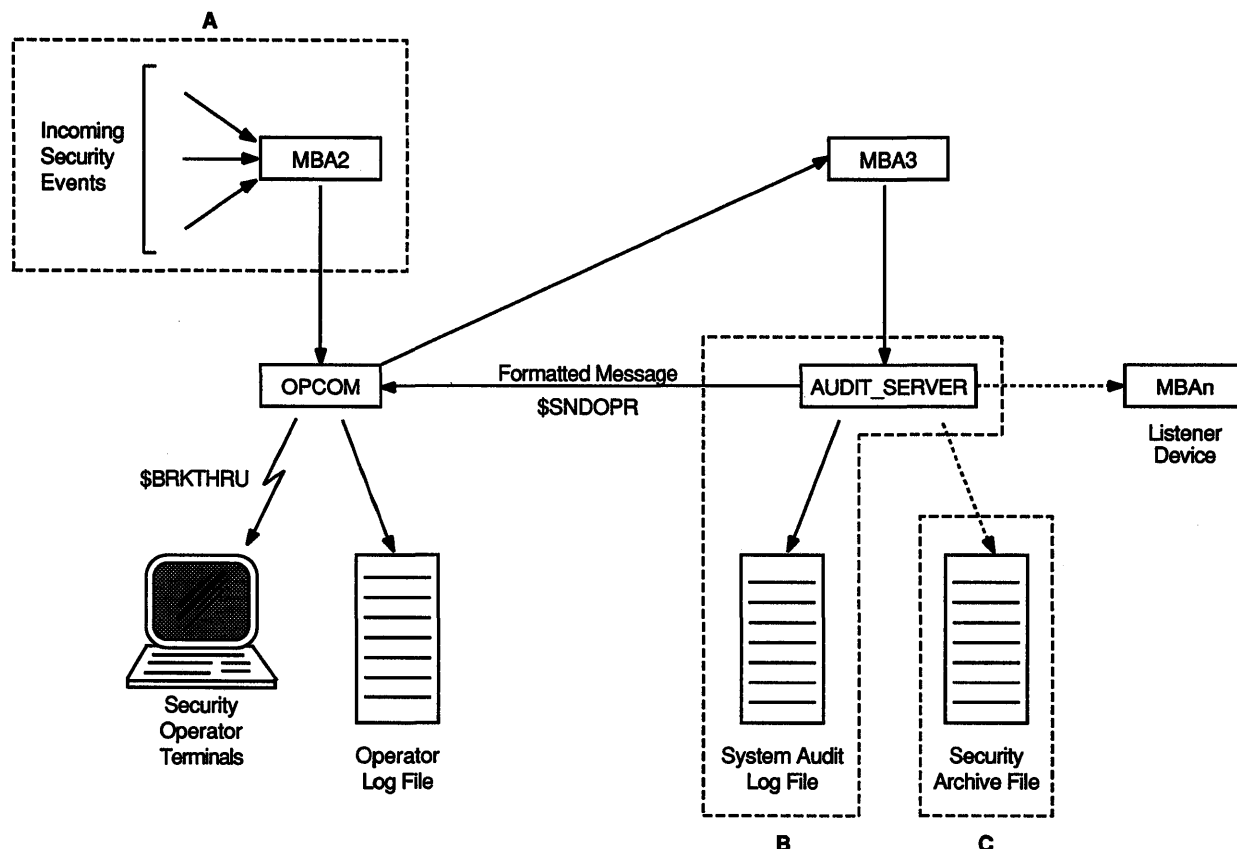 A
Incoming
Security
Events
MBA2
MBA3
OPCOM
Formatted Message
$SNDOPR
AUDIT_SERVER
MBAn
Listener
Device
$BRKTHRU
Security
Operator
Terminals
Operator
Log File
System Audit
Log File
Security
Archive File
B
C